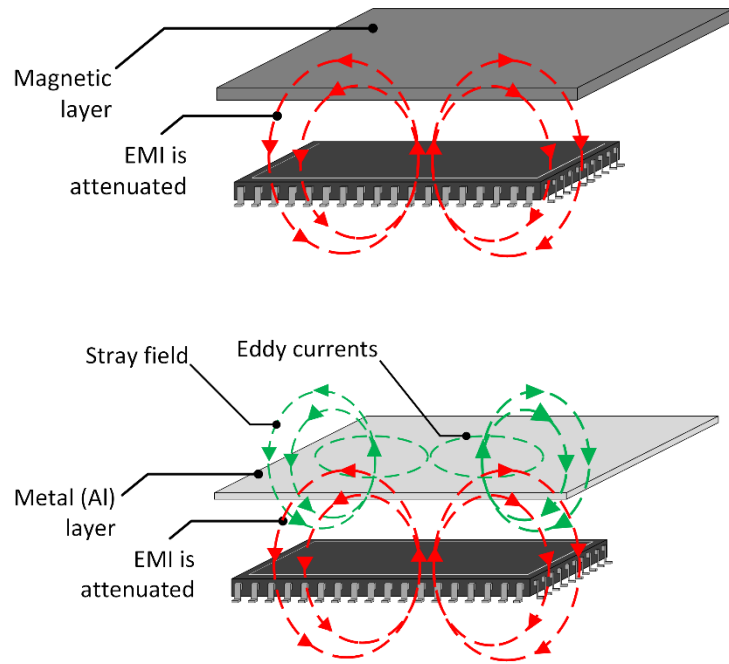 Magnetic
layer
EMI is
attenuated
Stray field
Eddy currents
Metal (Al)
layer
EMI is
attenuated